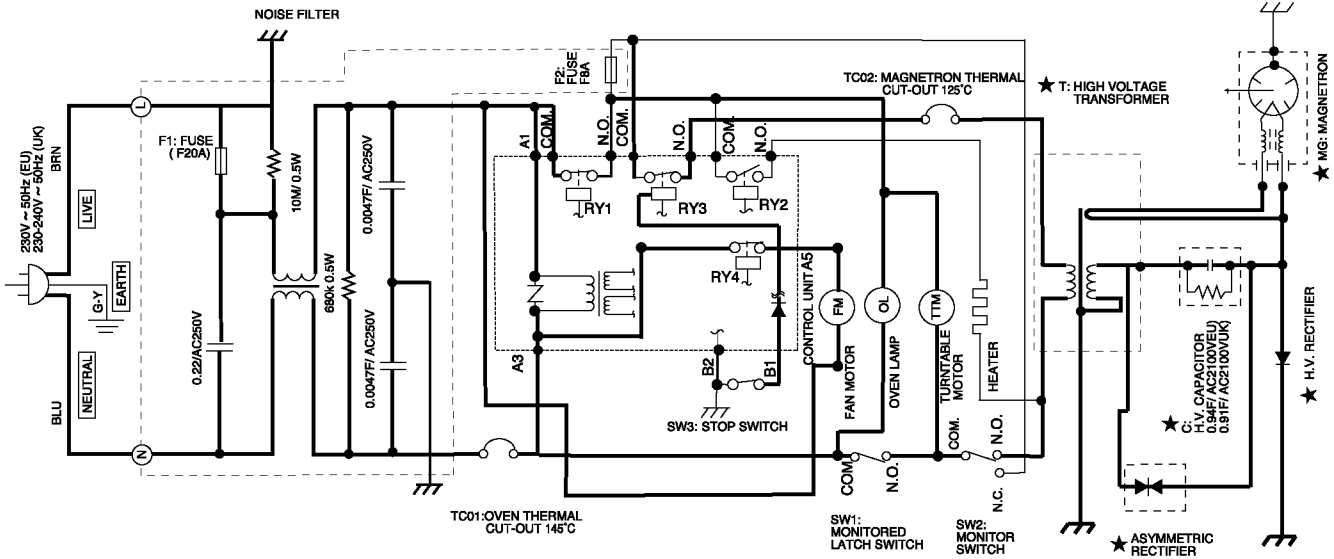 NOISE FILTER
TC02: MAGNETRON THERMAL
CUT-OUT 125°C
★ T: HIGH VOLTAGE
TRANSFORMER
★ MG: MAGNETRON
F2: FUSE
F8A
L
F1: FUSE
( F20A)
10M/ 0.5W
0.0047F/ AC250V
A1
COM.
N.O.
COM.
N.O.
COM.
N.O.
RY1
RY3
RY2
230V ~ 50Hz (EU)
230-240V ~ 50Hz (UK)
BRN
LIVE
G-Y
EARTH
NEUTRAL
BLU
N
0.22/AC250V
680k 0.5W
0.0047F/ AC250V
RY4
A5
CONTROL UNIT
FM
OL
TTM
FAN MOTOR
OVEN LAMP
TURNTABLE
MOTOR
HEATER
A3
B2
B1
SW3: STOP SWITCH
TC01:OVEN THERMAL
CUT-OUT 145°C
COM
N.O.
COM.
N.O.
N.C.
SW1:
MONITORED
LATCH SWITCH
SW2:
MONITOR
SWITCH
★ C:
H.V. CAPACITOR
0.94F/ AC2100VEU)
0.91F/ AC2100VUK)
★ H.V. RECTIFIER
★ ASYMMETRIC
RECTIFIER